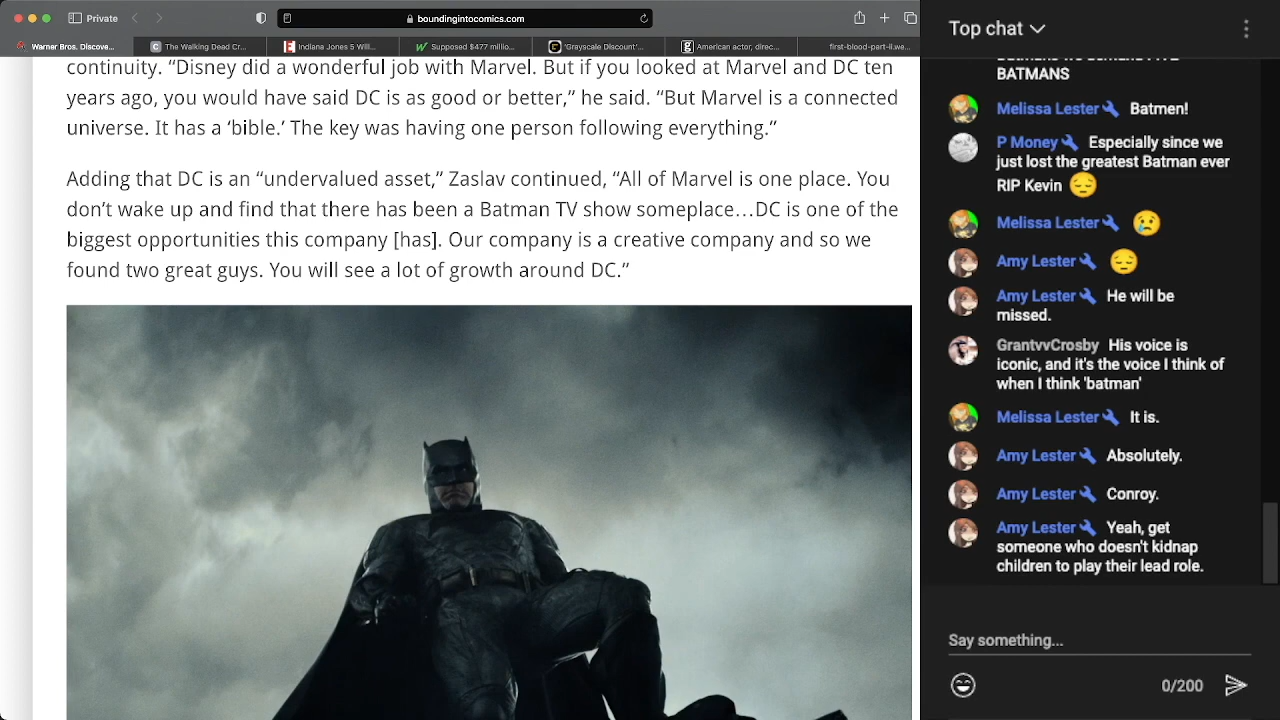 Private
boundingintocomics.com
Warner Bros. Discove...
The Walking Dead Cr...
Indiana Jones 5 Will...
Supposed $477 millio...
'Grayscale Discount'...
American actor, direc...
first-blood-part-ii.we...
continuity. “Disney did a wonderful job with Marvel. But if you looked at Marvel and DC ten
years ago, you would have said DC is as good or better,” he said. “But Marvel is a connected
universe. It has a ‘bible.’ The key was having one person following everything.”
Adding that DC is an “undervalued asset,” Zaslav continued, “All of Marvel is one place. You
don’t wake up and find that there has been a Batman TV show someplace…DC is one of the
biggest opportunities this company [has]. Our company is a creative company and so we
found two great guys. You will see a lot of growth around DC.”
Top chat
BATMANS
Melissa Lester Batmen!
P Money Especially since we
just lost the greatest Batman ever
RIP Kevin 😔
Melissa Lester 😢
Amy Lester 😔
Amy Lester He will be
missed.
GrantvvCrosby His voice is
iconic, and it's the voice I think of
when I think 'batman'
Melissa Lester It is.
Amy Lester Absolutely.
Amy Lester Conroy.
Amy Lester Yeah, get
someone who doesn't kidnap
children to play their lead role.
Say something...
0/200